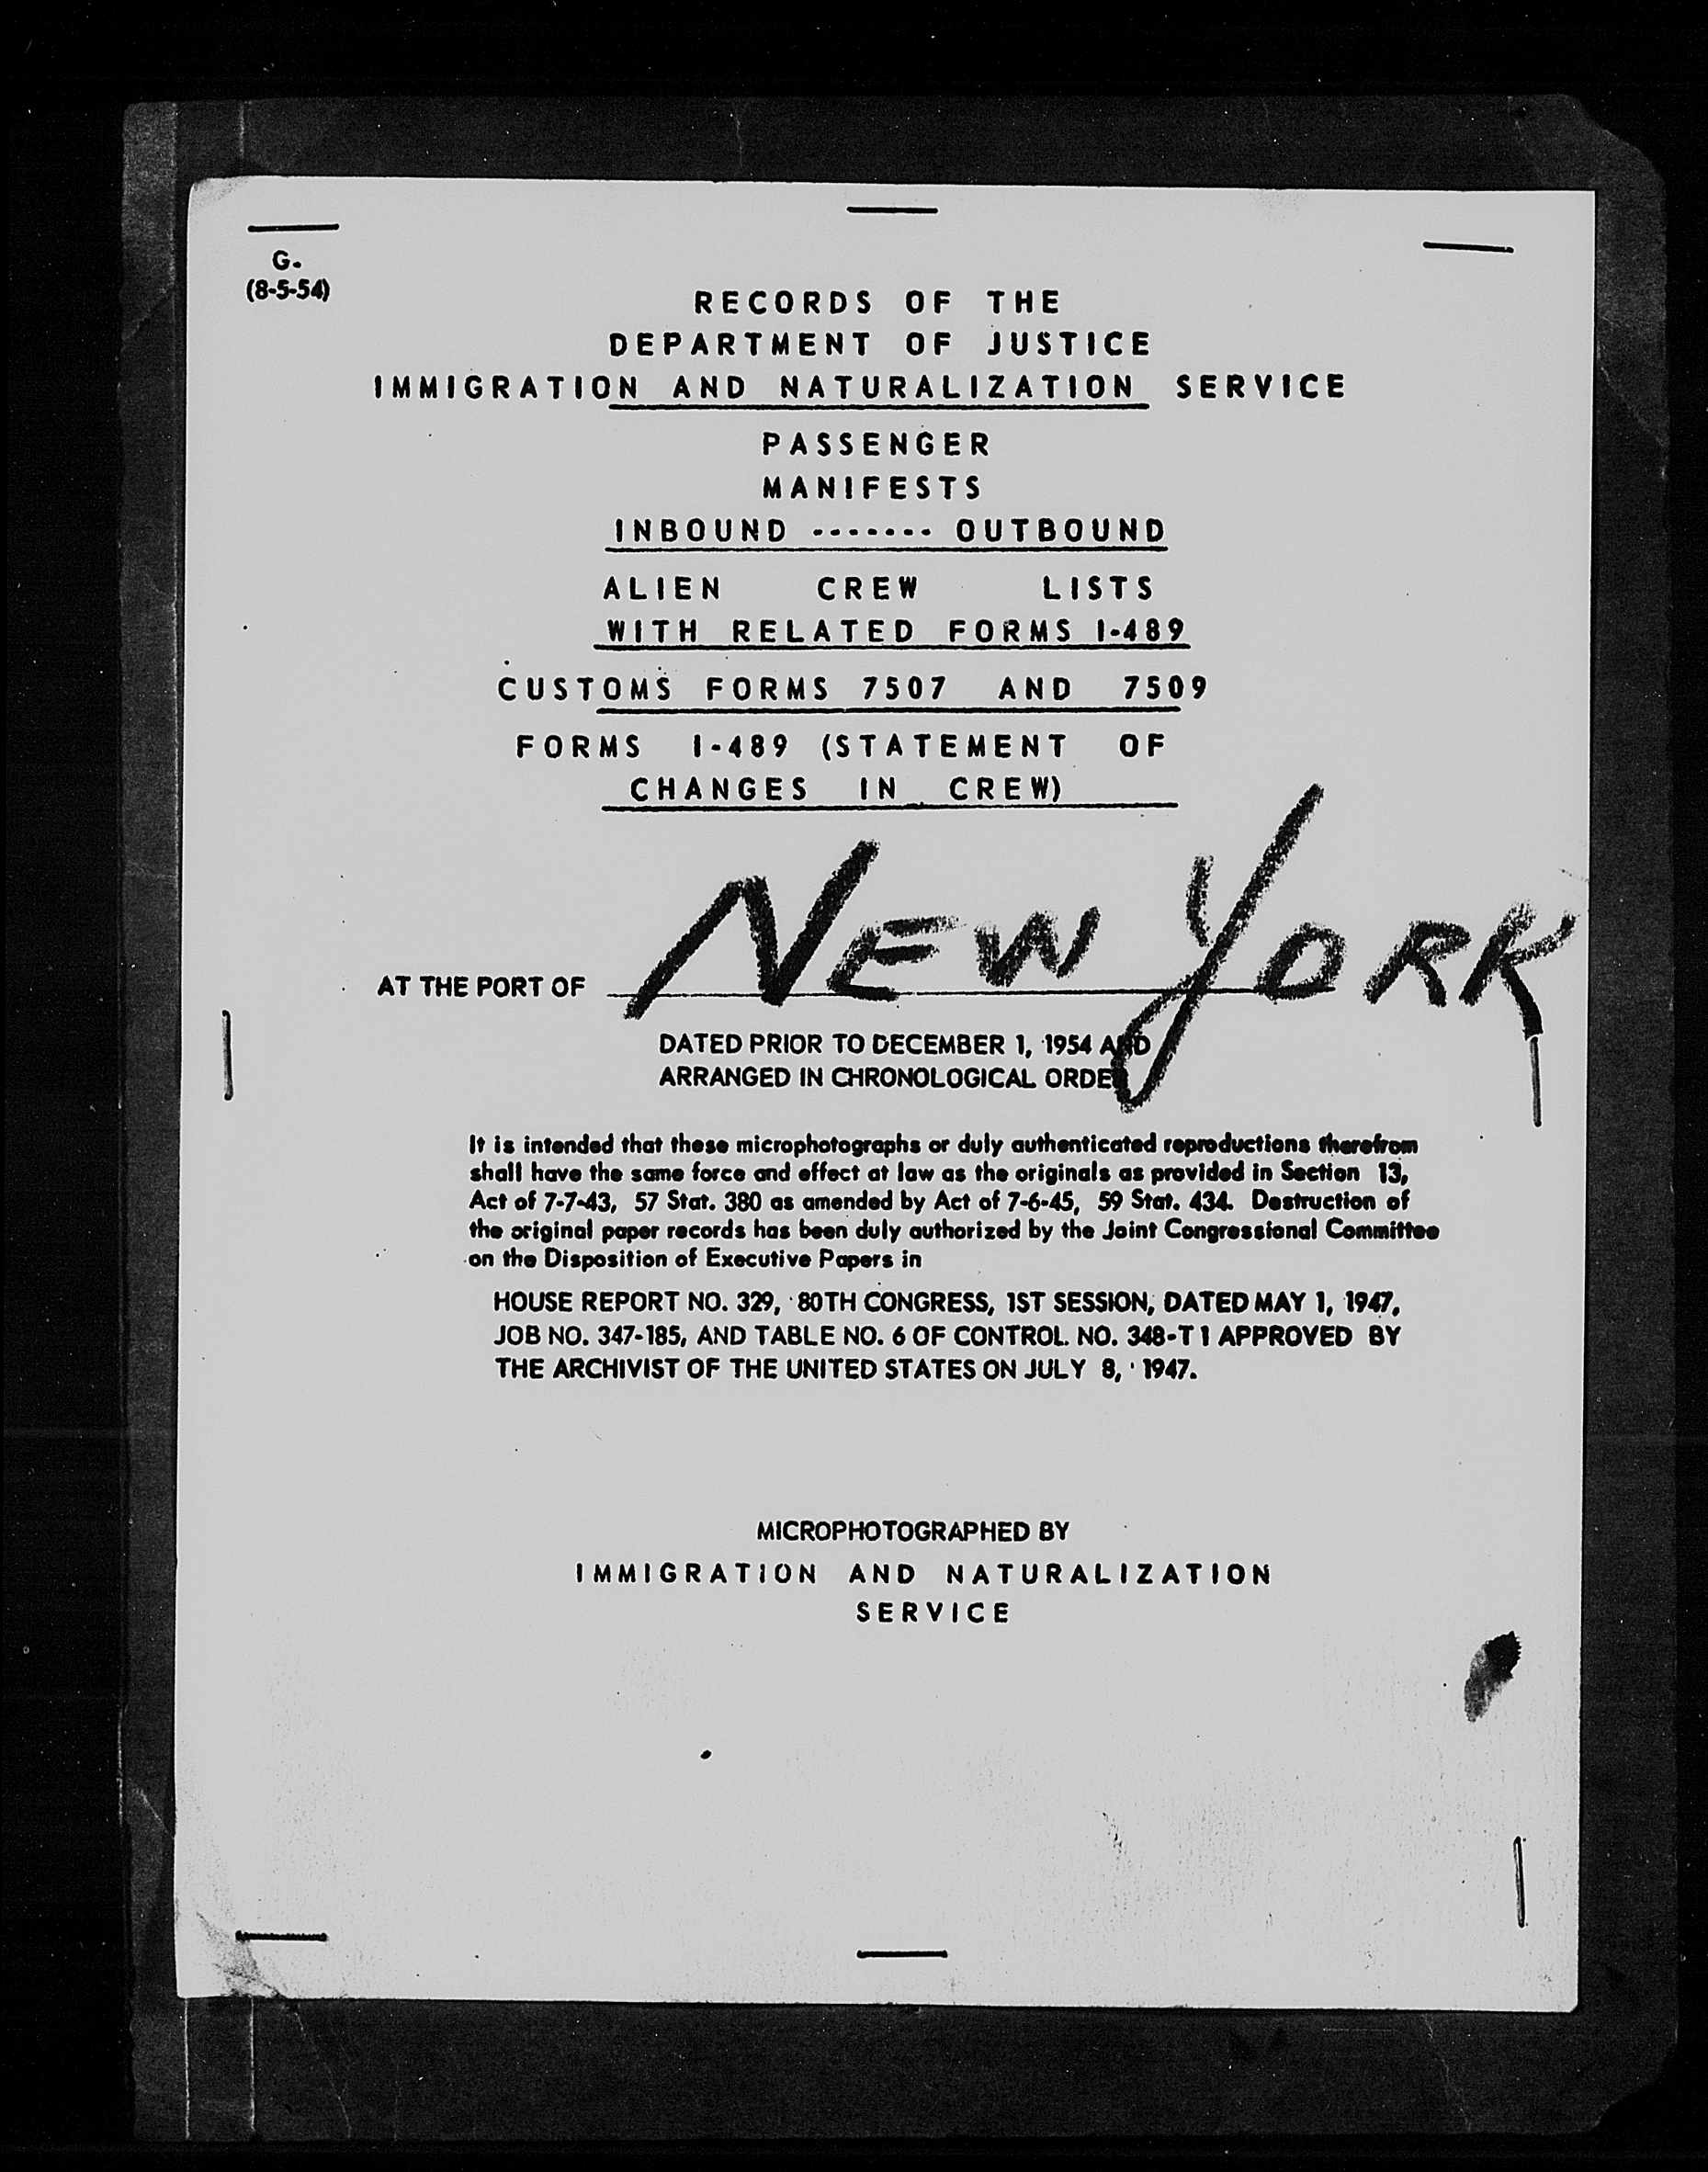 G.
(8-5-54)
RECORDS OF THE
DEPARTMENT OF JUSTICE
IMMIGRATION AND NATURALIZATION SERVICE
PASSENGER
MANIFESTS
INBOUND ------- OUTBOUND
ALIEN CREW LISTS
WITH RELATED FORMS I-489
CUSTOMS FORMS 7507 AND 7509
FORMS I-489 (STATEMENT OF
CHANGES IN CREW)
AT THE PORT OF NEW YORK
DATED PRIOR TO DECEMBER 1, 1954 AND
ARRANGED IN CHRONOLOGICAL ORDER
It is intended that these microphotographs or duly authenticated reproductions therefrom
shall have the same force and effect at law as the originals as provided in Section 13,
Act of 7-7-43, 57 Stat. 380 as amended by Act of 7-6-45, 59 Stat. 434. Destruction of
the original paper records has been duly authorized by the Joint Congressional Committee
on the Disposition of Executive Papers in
HOUSE REPORT NO. 329, 80TH CONGRESS, 1ST SESSION, DATED MAY 1, 1947,
JOB NO. 347-185, AND TABLE NO. 6 OF CONTROL NO. 348-T1 APPROVED BY
THE ARCHIVIST OF THE UNITED STATES ON JULY 8, 1947.
MICROPHOTOGRAPHED BY
IMMIGRATION AND NATURALIZATION
SERVICE